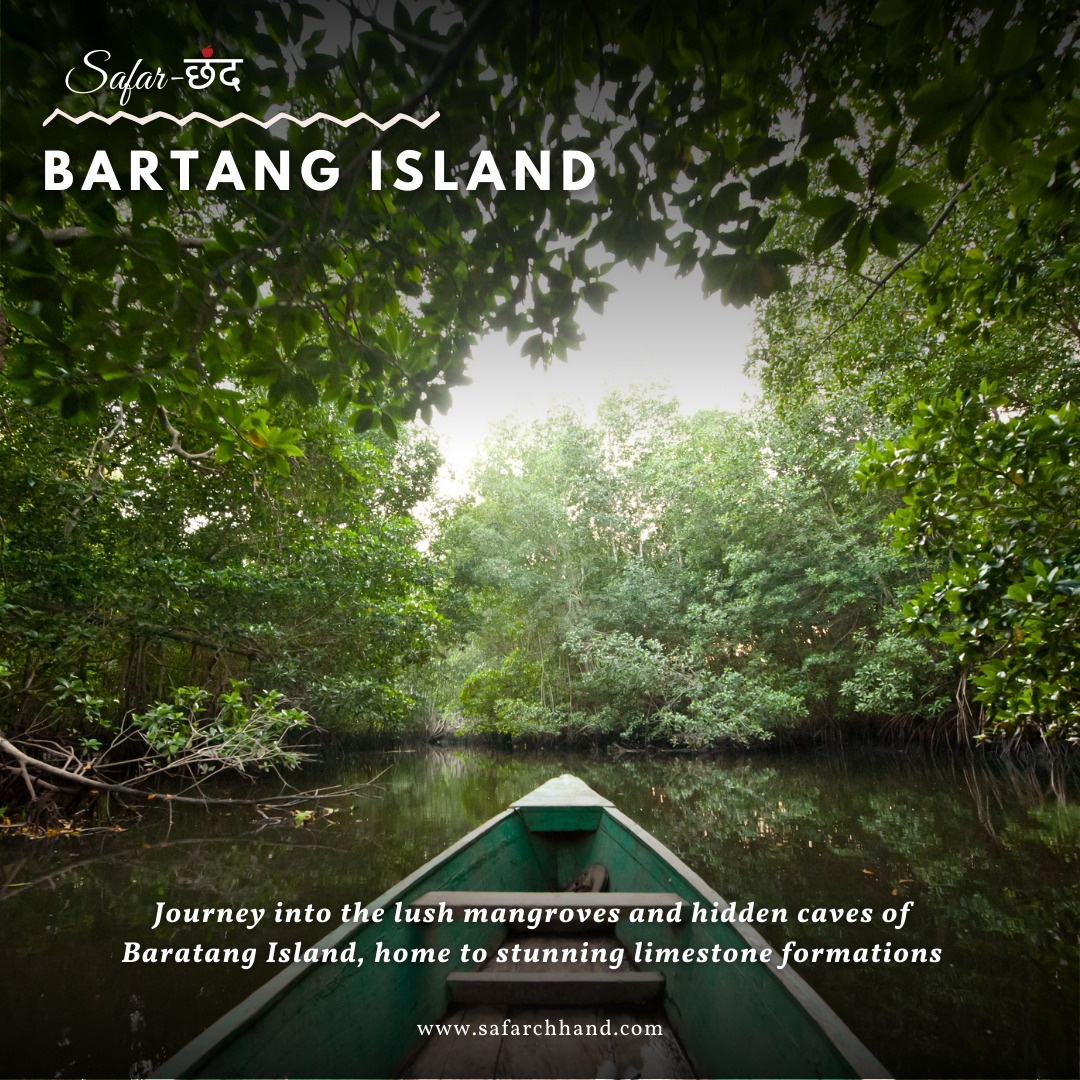 Safar-छंद
BARTANG ISLAND
Journey into the lush mangroves and hidden caves of
Baratang Island, home to stunning limestone formations
www.safarchhand.com